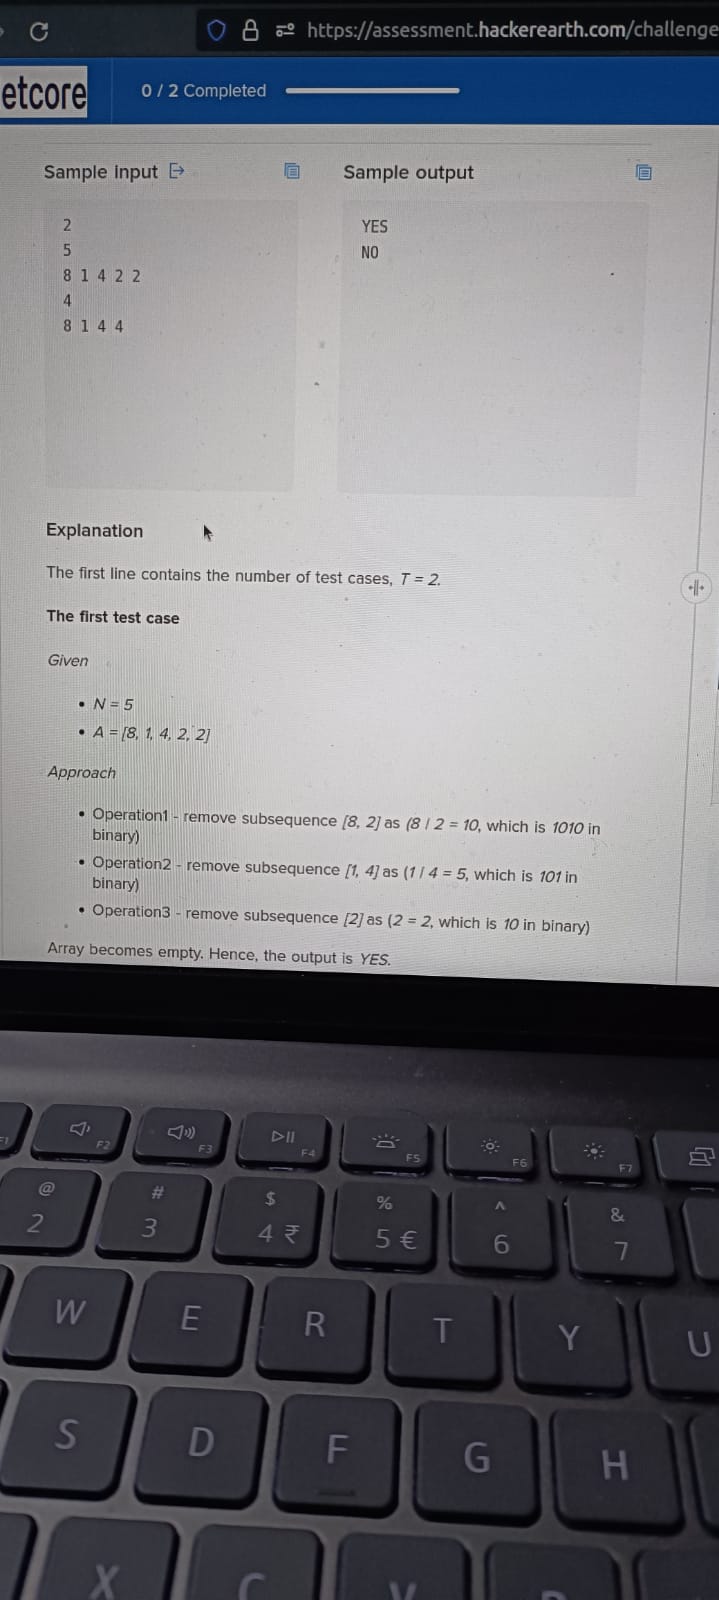 https://assessment.hackerearth.com/challenge
etcore
0 / 2 Completed
Sample input
Sample output
2
5
8 1 4 2 2
4
8 1 4 4
YES
NO
Explanation
The first line contains the number of test cases, T = 2.
The first test case
Given
• N = 5
• A = [8, 1, 4, 2, 2]
Approach
• Operation1 - remove subsequence [8, 2] as (8 / 2 = 10, which is 1010 in
binary)
• Operation2 - remove subsequence [1, 4] as (1 / 4 = 5, which is 101 in
binary)
• Operation3 - remove subsequence [2] as (2 = 2, which is 10 in binary)
Array becomes empty. Hence, the output is YES.
F2 F3 F4 F5 F6 F7
@ # $ % ^ &
2 3 4 ₹ 5 € 6 7
W E R T Y U
S D F G H
X C V